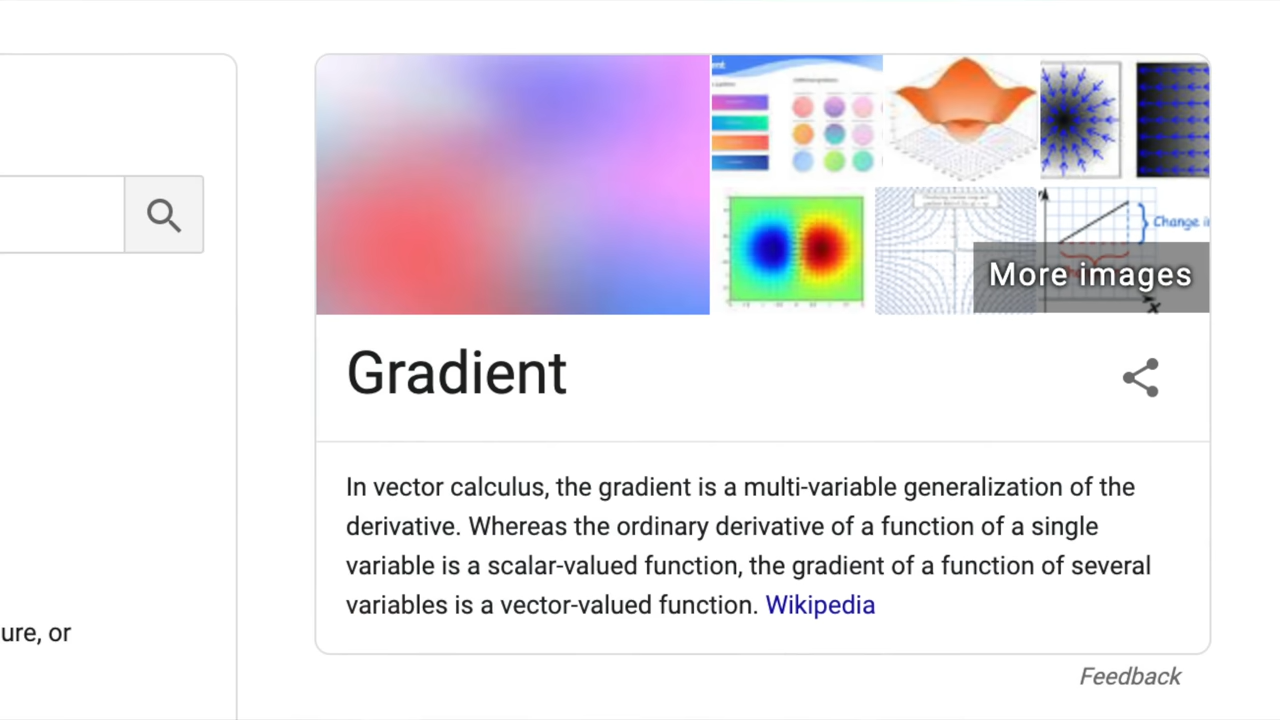 More images
Change
Gradient
In vector calculus, the gradient is a multi-variable generalization of the
derivative. Whereas the ordinary derivative of a function of a single
variable is a scalar-valued function, the gradient of a function of several
variables is a vector-valued function. Wikipedia
ure, or
Feedback